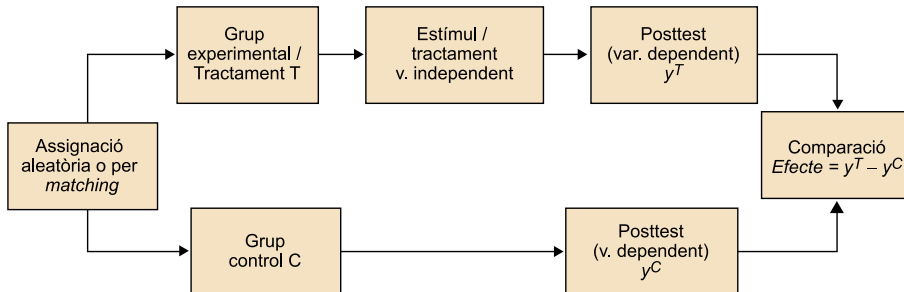 Grup
experimental /
Tractament T
Estímul /
tractament
v. independent
Posttest
(var. dependent)
y^T
Assignació
aleatòria o per
matching
Comparació
Efecte = y^T – y^C
Grup
control C
Posttest
(v. dependent)
y^C